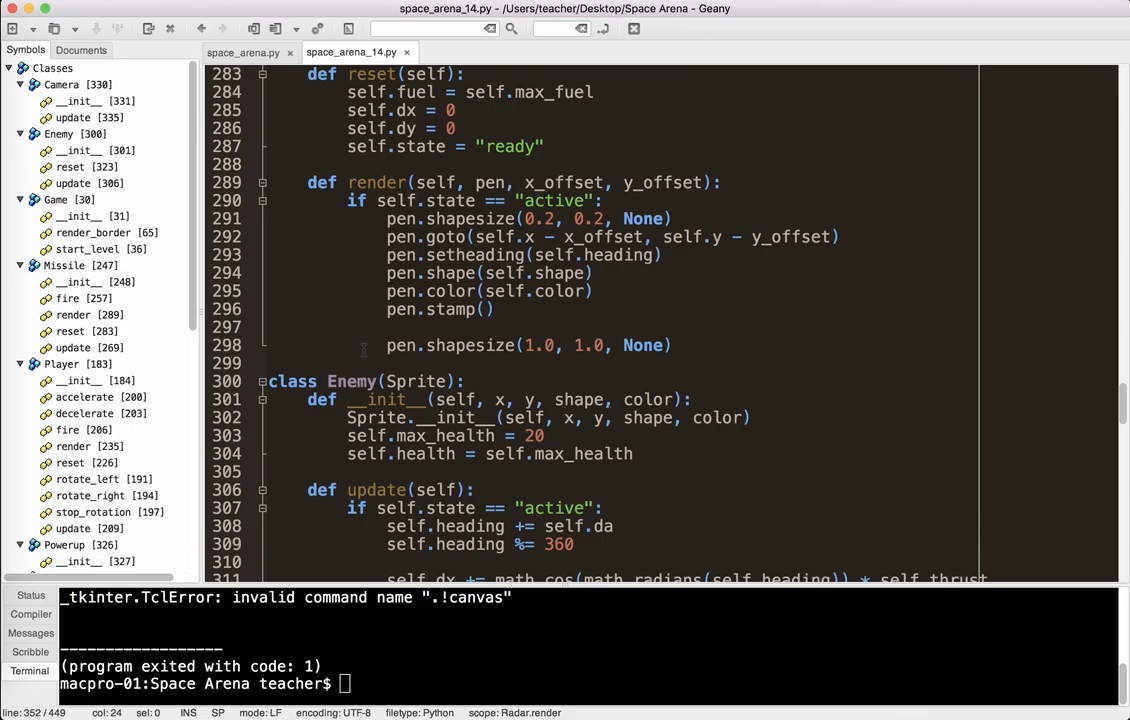 space_arena_14.py - /Users/teacher/Desktop/Space Arena - Geany
Symbols Documents
space_arena.py × space_arena_14.py ×
Classes
Camera [330]
__init__ [331]
update [335]
Enemy [300]
__init__ [301]
reset [323]
update [306]
Game [30]
__init__ [31]
render_border [65]
start_level [36]
Missile [247]
__init__ [248]
fire [257]
render [289]
reset [283]
update [269]
Player [183]
__init__ [184]
accelerate [200]
decelerate [203]
fire [206]
render [235]
reset [226]
rotate_left [191]
rotate_right [194]
stop_rotation [197]
update [209]
Powerup [326]
__init__ [327]
283 def reset(self):
284 self.fuel = self.max_fuel
285 self.dx = 0
286 self.dy = 0
287 self.state = "ready"
288
289 def render(self, pen, x_offset, y_offset):
290 if self.state == "active":
291 pen.shapesize(0.2, 0.2, None)
292 pen.goto(self.x - x_offset, self.y - y_offset)
293 pen.setheading(self.heading)
294 pen.shape(self.shape)
295 pen.color(self.color)
296 pen.stamp()
297
298 pen.shapesize(1.0, 1.0, None)
299
300 class Enemy(Sprite):
301 def __init__(self, x, y, shape, color):
302 Sprite.__init__(self, x, y, shape, color)
303 self.max_health = 20
304 self.health = self.max_health
305
306 def update(self):
307 if self.state == "active":
308 self.heading += self.da
309 self.heading %= 360
310
311 self.dx += math.cos(math.radians(self.heading)) * self.thrust
Status
Compiler
Messages
Scribble
Terminal
_tkinter.TclError: invalid command name ".!canvas"
------------------
(program exited with code: 1)
macpro-01:Space Arena teacher$
line: 352 / 449 col: 24 sel: 0 INS SP mode: LF encoding: UTF-8 filetype: Python scope: Radar.render